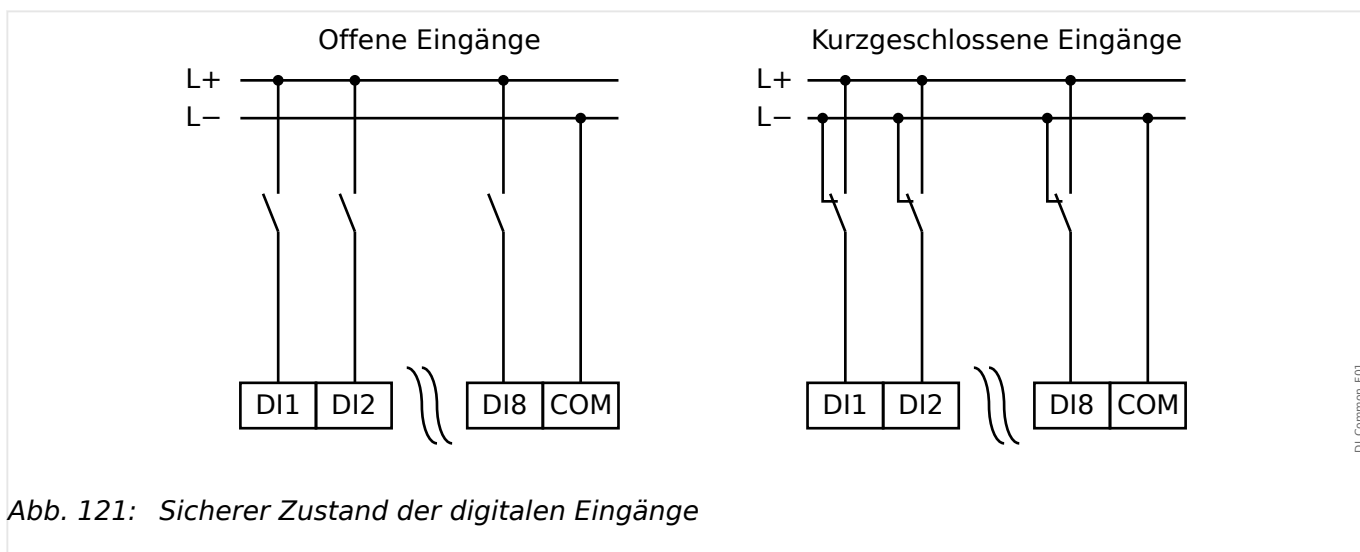 Offene Eingänge
Kurzgeschlossene Eingänge
L+
L−
L+
L−
DI1 DI2 DI8 COM
DI1 DI2 DI8 COM
DI_Common_E01
Abb. 121: Sicherer Zustand der digitalen Eingänge